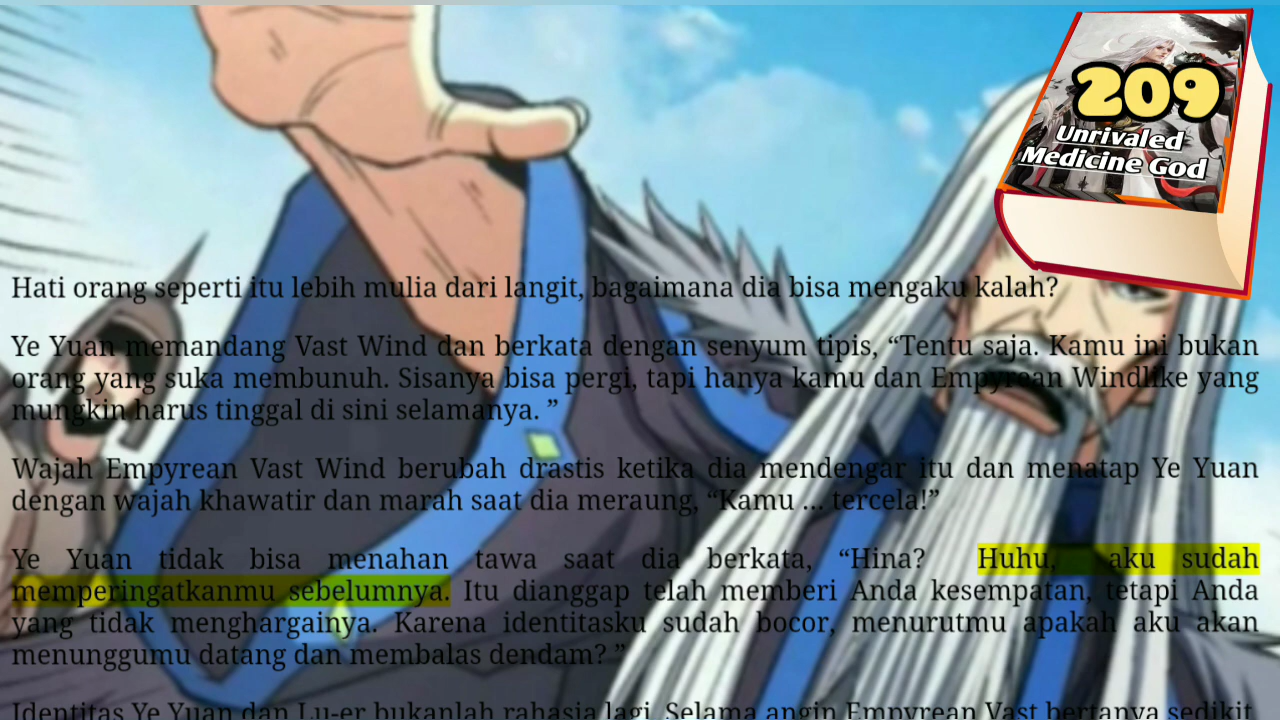 209
Unrivaled
Medicine God
Hati orang seperti itu lebih mulia dari langit, bagaimana dia bisa mengaku kalah?
Ye Yuan memandang Vast Wind dan berkata dengan senyum tipis, “Tentu saja. Kamu ini bukan
orang yang suka membunuh. Sisanya bisa pergi, tapi hanya kamu dan Empyrean Windlike yang
mungkin harus tinggal di sini selamanya. ”
Wajah Empyrean Vast Wind berubah drastis ketika dia mendengar itu dan menatap Ye Yuan
dengan wajah khawatir dan marah saat dia meraung, “Kamu ... tercela!”
Ye Yuan tidak bisa menahan tawa saat dia berkata, “Hina? Huhu, aku sudah
memperingatkanmu sebelumnya. Itu dianggap telah memberi Anda kesempatan, tetapi Anda
yang tidak menghargainya. Karena identitasku sudah bocor, menurutmu apakah aku akan
menunggumu datang dan membalas dendam? ”
Identitas Ye Yuan dan Lu-er bukanlah rahasia lagi. Selama angin Empyrean Vast bertanya sedikit